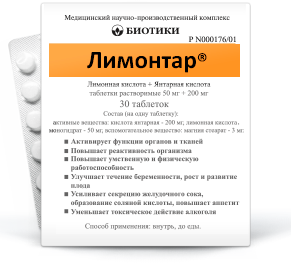 Медицинский научно-производственный комплекс
БИОТИКИ
Р N000176/01
Лимонтар®
Лимонная кислота + Янтарная кислота
таблетки растворимые 50 мг + 200 мг
30 таблеток
Состав (на одну таблетку):
активные вещества: кислота янтарная - 200 мг, лимонная кислота,
моногидрат - 50 мг, вспомогательное вещество: магния стеарат - 3 мг.
Активирует функции органов и тканей
Повышает реактивность организма
Повышает умственную и физическую
работоспособность
Улучшает течение беременности, рост и развитие
плода
Усиливает секрецию желудочного сока,
образование соляной кислоты, повышает аппетит
Уменьшает токсическое действие алкоголя
Способ применения: внутрь, до еды.